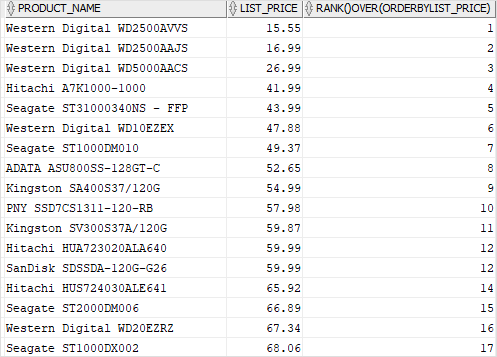 PRODUCT_NAME LIST_PRICE RANK()OVER(ORDERBYLIST_PRICE)
Western Digital WD2500AVVS 15.55 1
Western Digital WD2500AAJS 16.99 2
Western Digital WD5000AACS 26.99 3
Hitachi A7K1000-1000 41.99 4
Seagate ST31000340NS - FFP 43.99 5
Western Digital WD10EZEX 47.88 6
Seagate ST1000DM010 49.37 7
ADATA ASU800SS-128GT-C 52.65 8
Kingston SA400S37/120G 54.99 9
PNY SSD7CS1311-120-RB 57.98 10
Kingston SV300S37A/120G 59.87 11
Hitachi HUA723020ALA640 59.99 12
SanDisk SDSSDA-120G-G26 59.99 12
Hitachi HUS724030ALE641 65.92 14
Seagate ST2000DM006 66.89 15
Western Digital WD20EZRZ 67.34 16
Seagate ST1000DX002 68.06 17